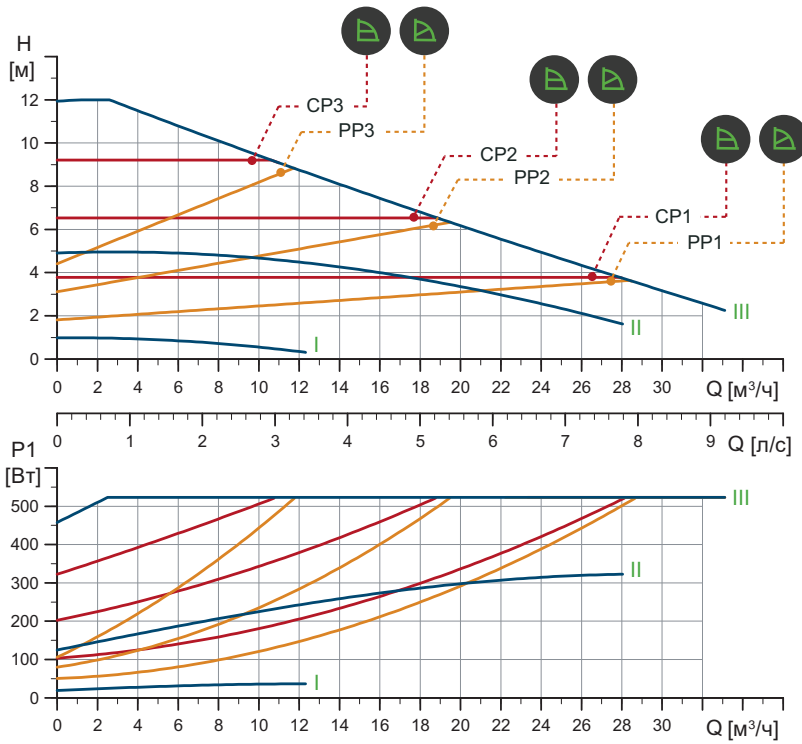 H
[м]
12
10
8
6
4
2
0
CP3
PP3
CP2
PP2
CP1
PP1
III
II
I
0 2 4 6 8 10 12 14 16 18 20 22 24 26 28 30 Q [м³/ч]
0 1 2 3 4 5 6 7 8 9 Q [л/с]
P1
[Вт]
500
400
300
200
100
0
III
II
I
0 2 4 6 8 10 12 14 16 18 20 22 24 26 28 30 Q [м³/ч]